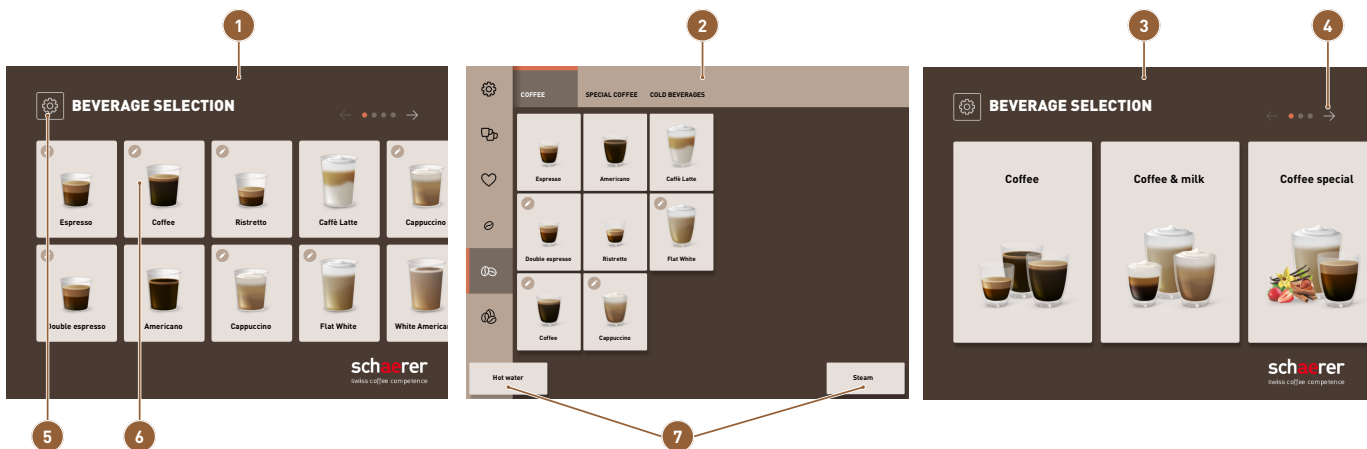 1
2
3
4
BEVERAGE SELECTION
Espresso
Coffee
Ristretto
Caffè Latte
Cappuccino
Double espresso
Americano
Cappuccino
Flat White
White America
schaerer
swiss coffee competence
COFFEE
SPECIAL COFFEE
COLD BEVERAGES
Espresso
Americano
Caffè Latte
Double espresso
Ristretto
Flat White
Coffee
Cappuccino
Hot water
Steam
BEVERAGE SELECTION
Coffee
Coffee & milk
Coffee special
schaerer
swiss coffee competence
5
6
7